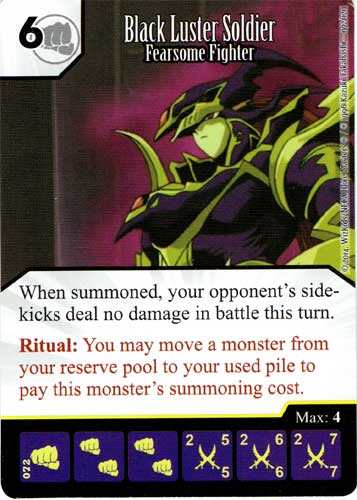 6
Black Luster Soldier
Fearsome Fighter
When summoned, your opponent's side-
kicks deal no damage in battle this turn.
Ritual: You may move a monster from
your reserve pool to your used pile to
pay this monster's summoning cost.
Max: 4
022
2 5 2 6 2 7
5 6 7